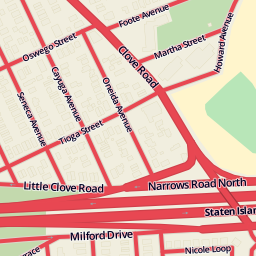 Foote Avenue
Oswego Street
Clove Road
Martha Street
Howard Avenue
Cayuga Avenue
Seneca Avenue
Oneida Avenue
Tioga Street
Little Clove Road
Narrows Road North
Staten Islan
Milford Drive
Nicole Loop
race